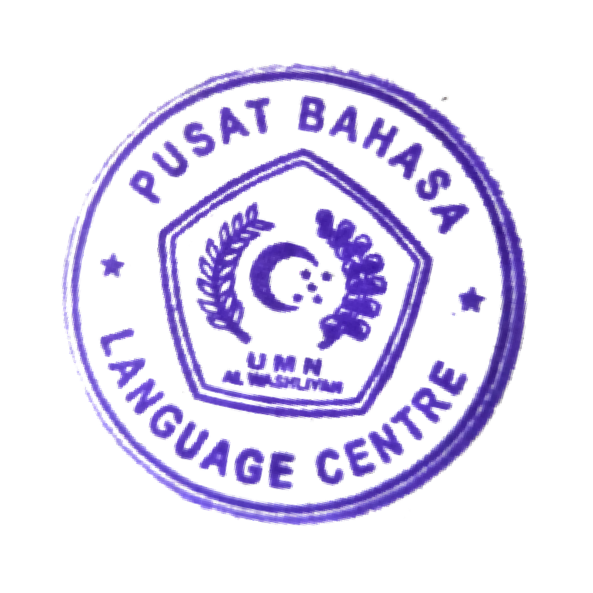 PUSAT BAHASA
UMN
AL WASHLIYAH
LANGUAGE CENTRE